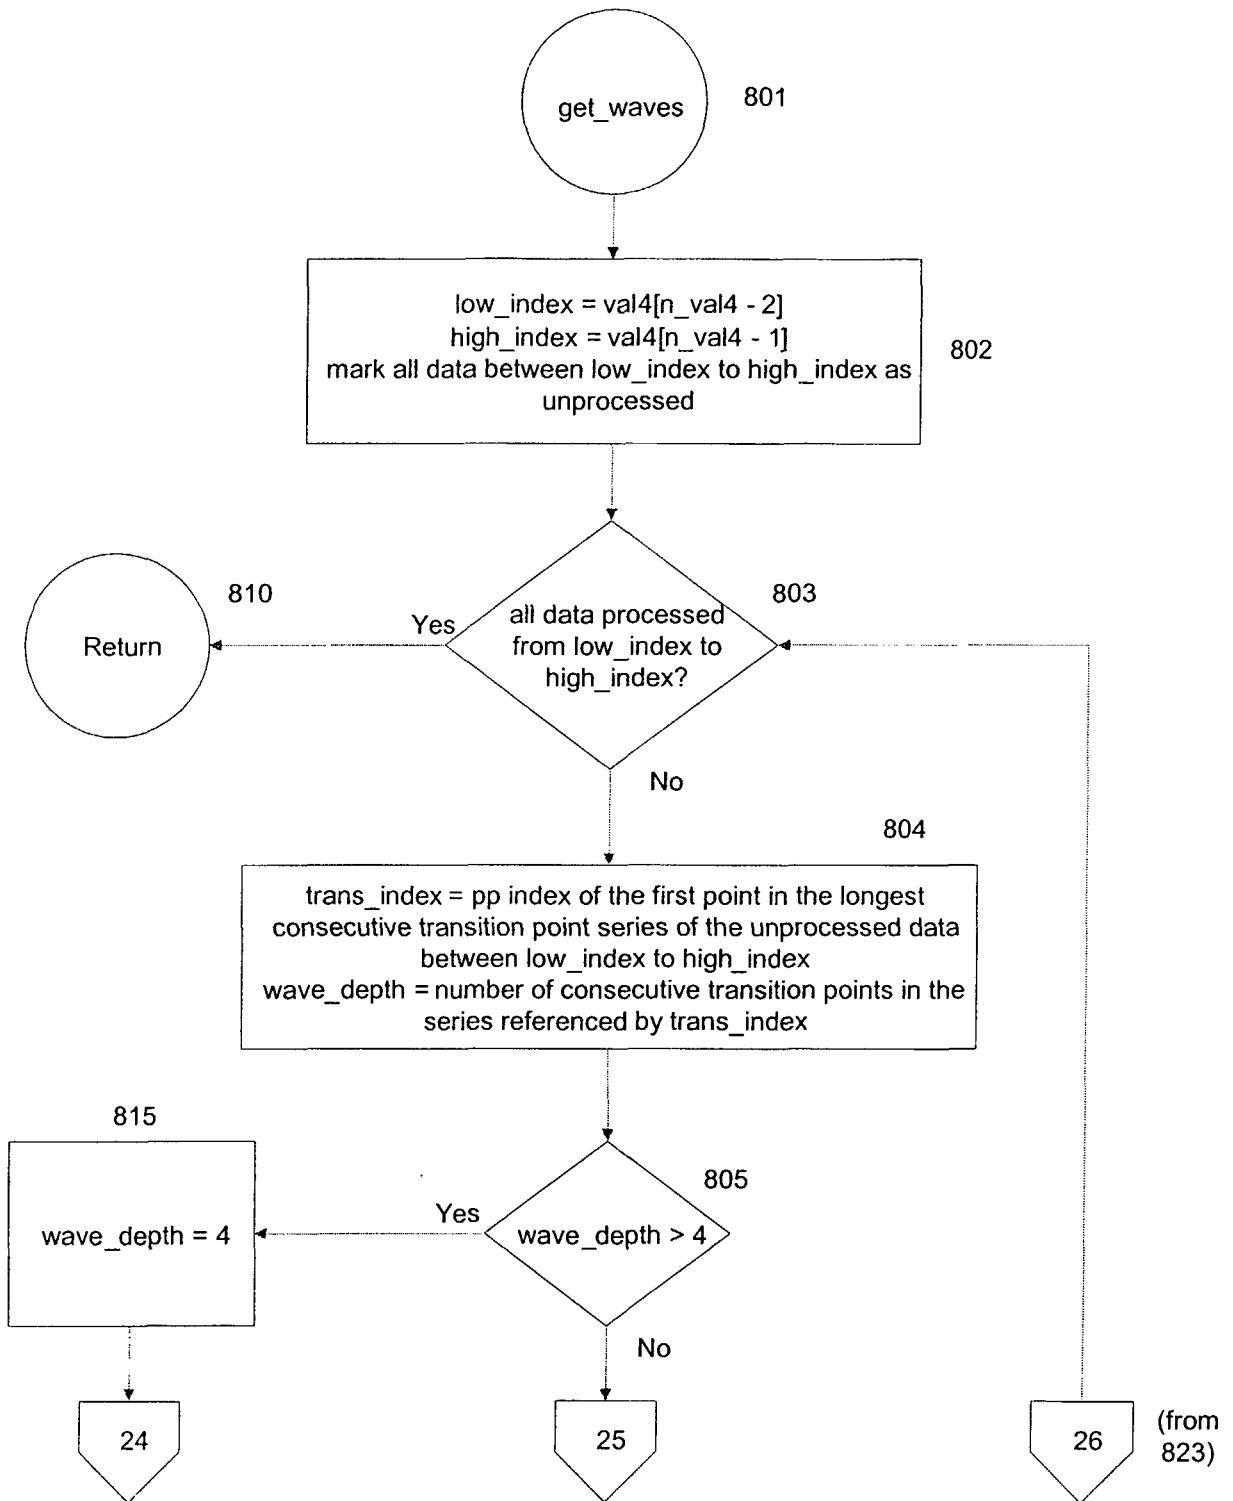 get_waves
801
low_index = val4[n_val4 - 2]
high_index = val4[n_val4 - 1]
mark all data between low_index to high_index as
unprocessed
802
810
Return
Yes
803
all data processed
from low_index to
high_index?
No
804
trans_index = pp index of the first point in the longest
consecutive transition point series of the unprocessed data
between low_index to high_index
wave_depth = number of consecutive transition points in the
series referenced by trans_index
815
wave_depth = 4
Yes
805
wave_depth > 4
No
24
25
26
(from
823)